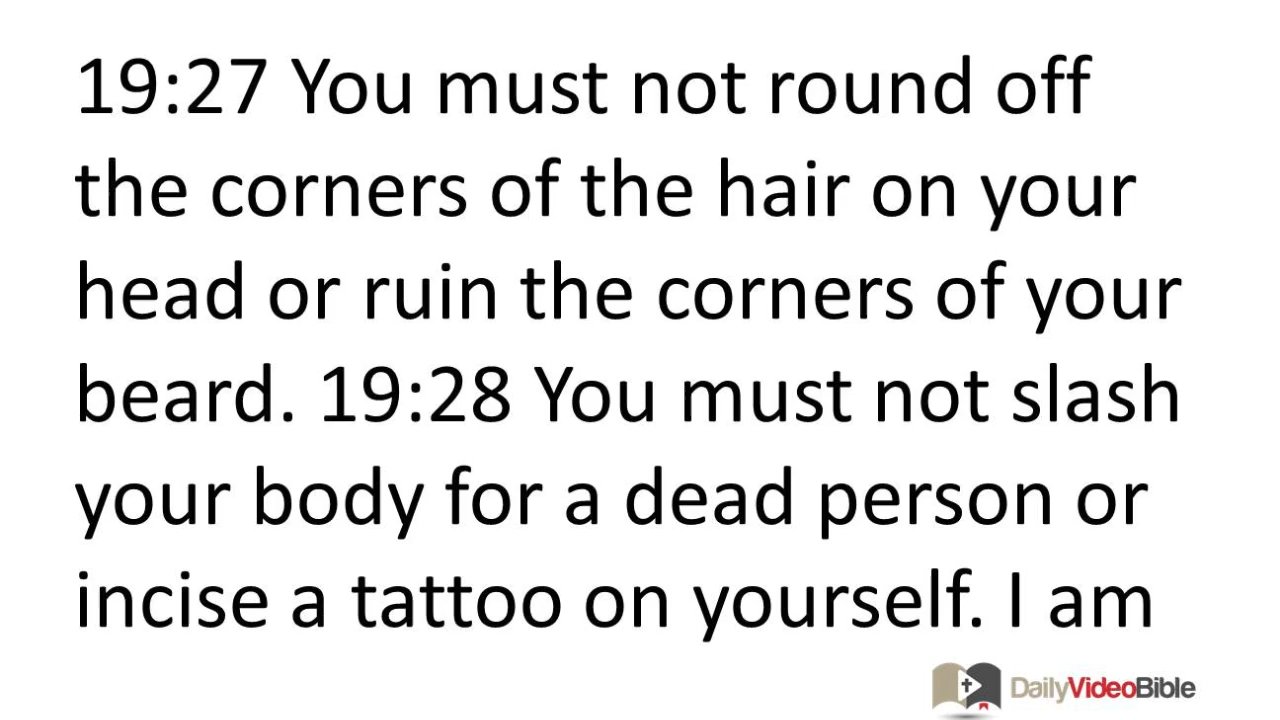 19:27 You must not round off
the corners of the hair on your
head or ruin the corners of your
beard. 19:28 You must not slash
your body for a dead person or
incise a tattoo on yourself. I am
DailyVideoBible